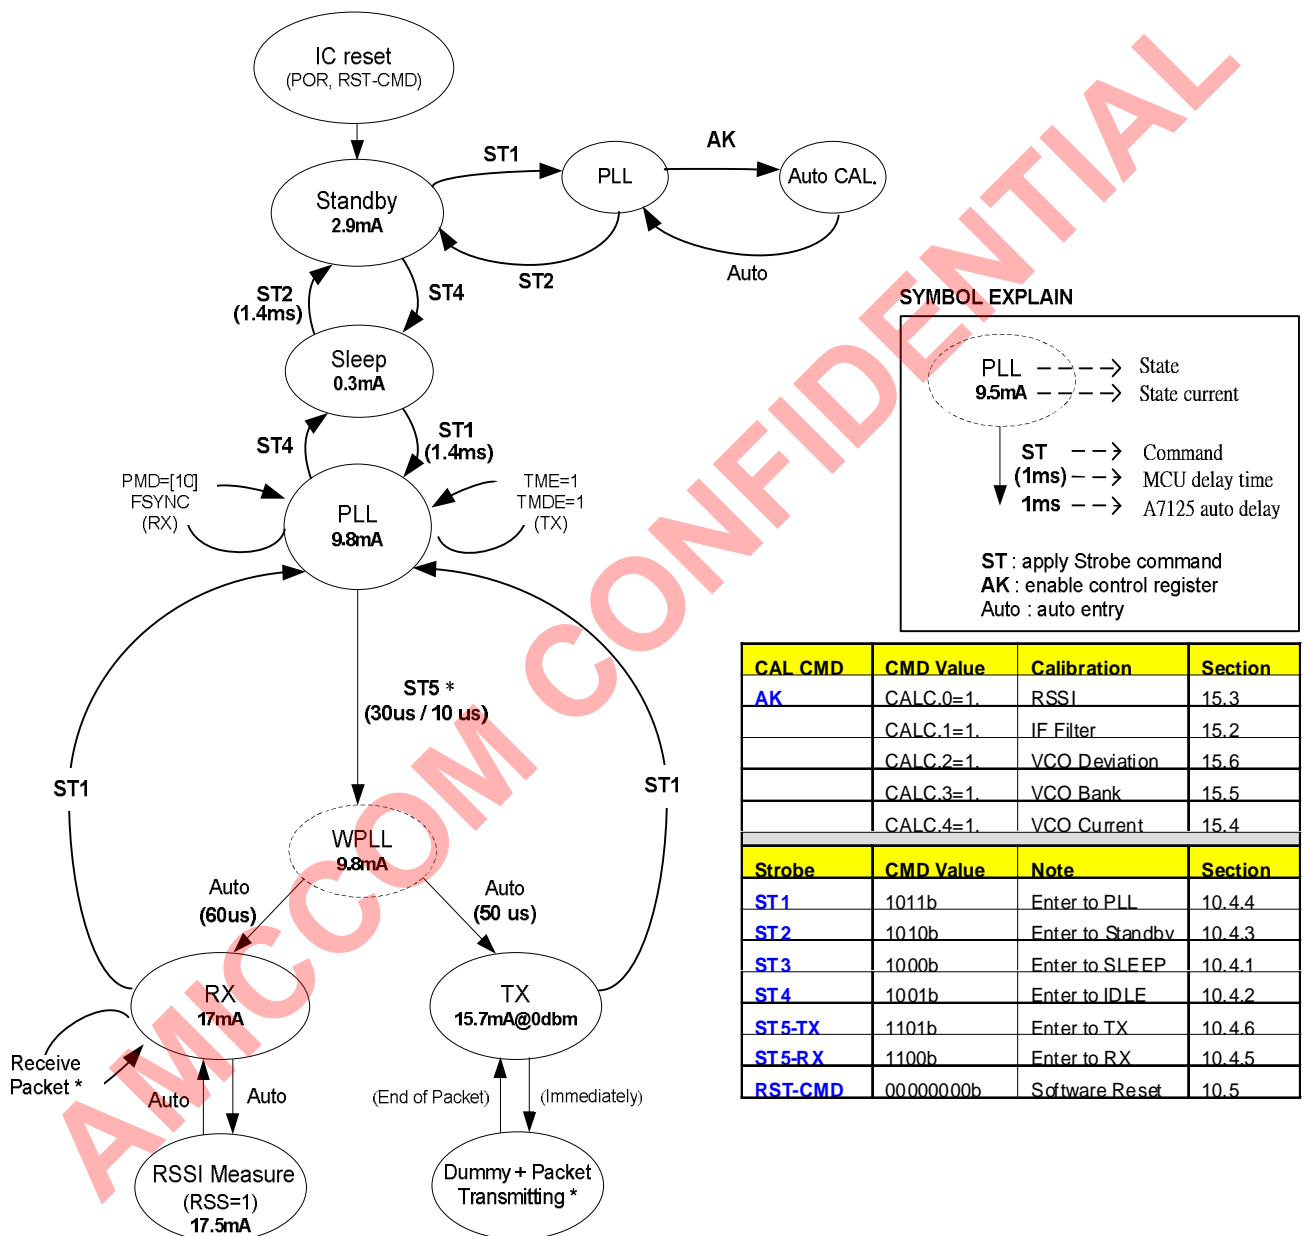 IC reset
(POR, RST-CMD)
Standby
2.9mA
ST1
PLL
AK
Auto CAL.
ST2
Auto
ST2
(1.4ms)
ST4
Sleep
0.3mA
ST4
ST1
(1.4ms)
PMD=[10]
FSYNC
(RX)
PLL
9.8mA
TME=1
TMDE=1
(TX)
ST5 *
(30us / 10 us)
ST1
ST1
WPLL
9.8mA
Auto
(60us)
Auto
(50 us)
RX
17mA
TX
15.7mA@0dbm
Receive
Packet *
Auto
Auto
(End of Packet)
(Immediately)
RSSI Measure
(RSS=1)
17.5mA
Dummy + Packet
Transmitting *
SYMBOL EXPLAIN
PLL
State
9.5mA
State current
ST
Command
(1ms)
MCU delay time
1ms
A7125 auto delay
ST : apply Strobe command
AK : enable control register
Auto : auto entry
CAL CMD CMD Value Calibration Section
AK CALC.0=1. RSSI 15.3
CALC.1=1. IF Filter 15.2
CALC.2=1. VCO Deviation 15.6
CALC.3=1. VCO Bank 15.5
CALC.4=1. VCO Current 15.4
Strobe CMD Value Note Section
ST1 1011b Enter to PLL 10.4.4
ST2 1010b Enter to Standby 10.4.3
ST3 1000b Enter to SLEEP 10.4.1
ST4 1001b Enter to IDLE 10.4.2
ST5-TX 1101b Enter to TX 10.4.6
ST5-RX 1100b Enter to RX 10.4.5
RST-CMD 00000000b Software Reset 10.5
AMICCOM CONFIDENTIAL